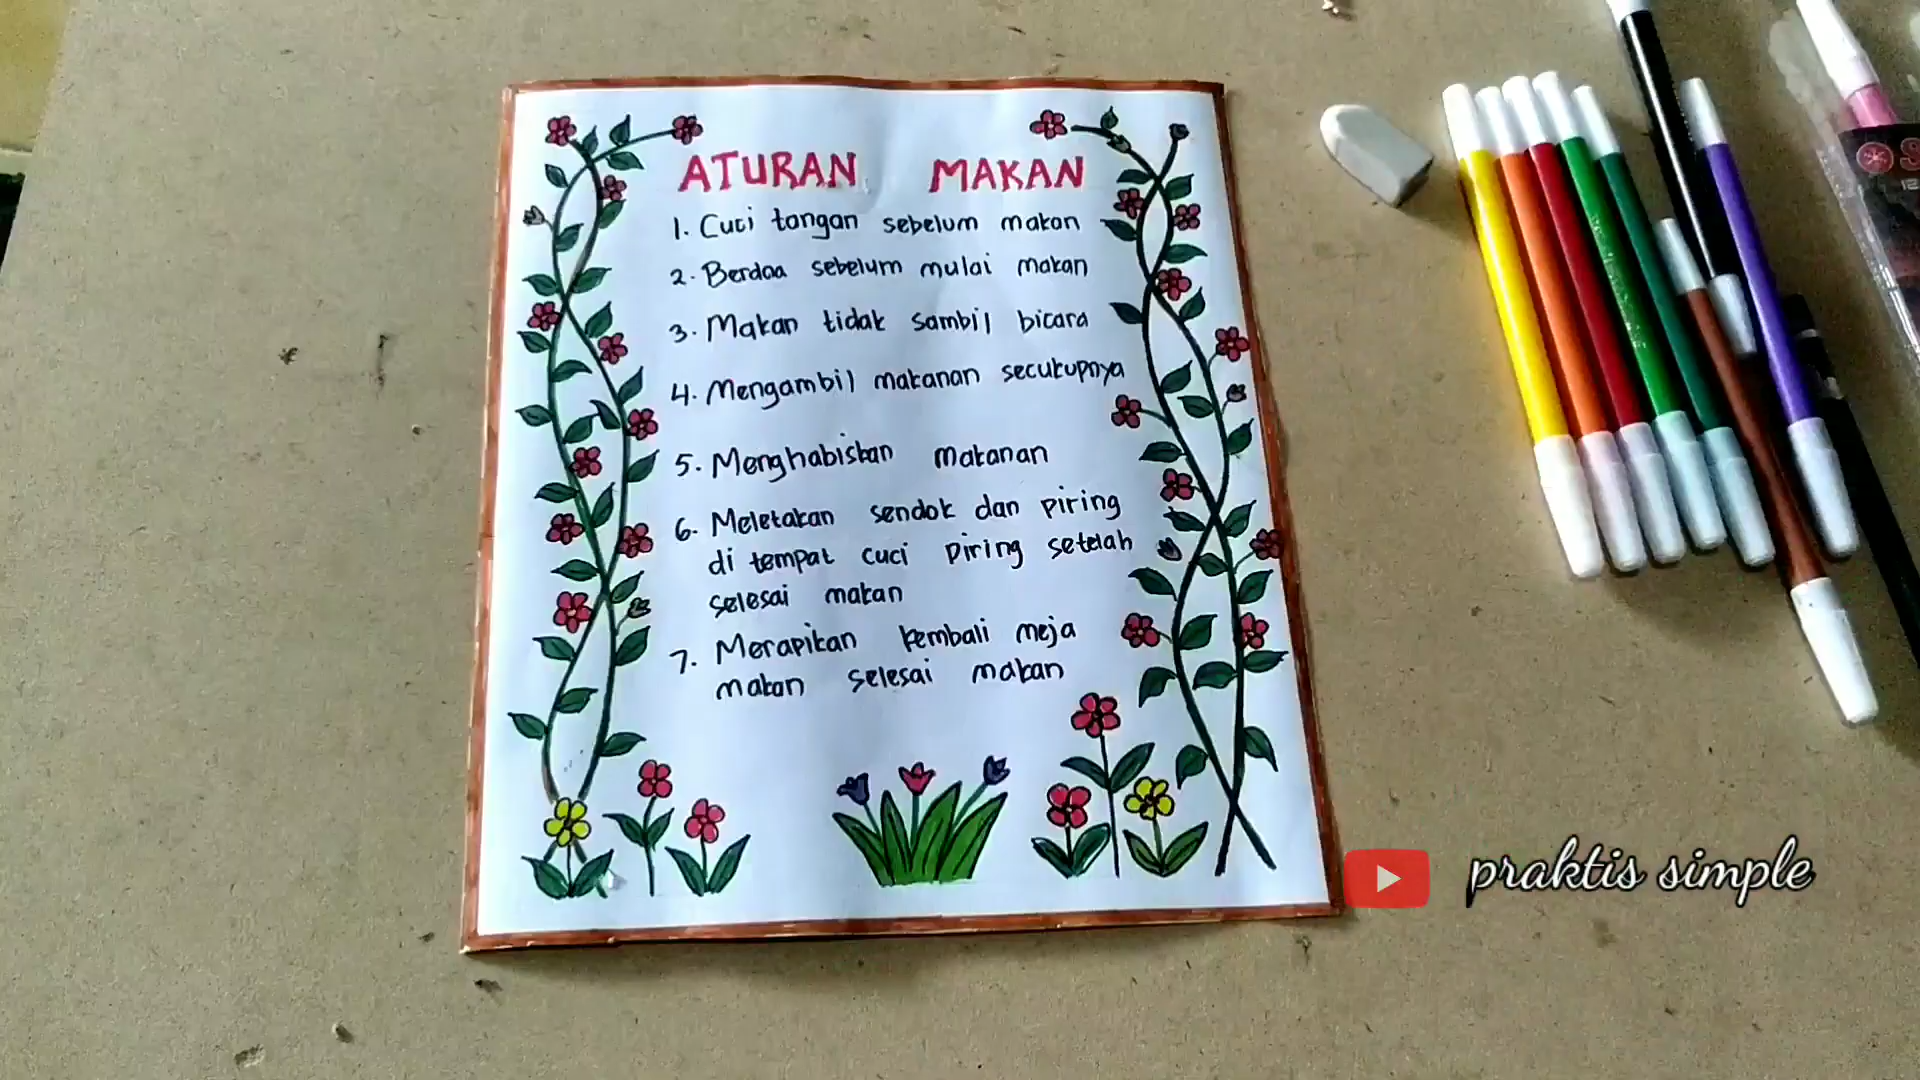 ATURAN MAKAN
1. Cuci tangan sebelum makan
2. Berdoa sebelum mulai makan
3. Makan tidak sambil bicara
4. Mengambil makanan secukupnya
5. Menghabiskan makanan
6. Meletakan sendok dan piring
di tempat cuci piring setelah
selesai makan
7. Merapikan kembali meja
makan selesai makan
praktis simple